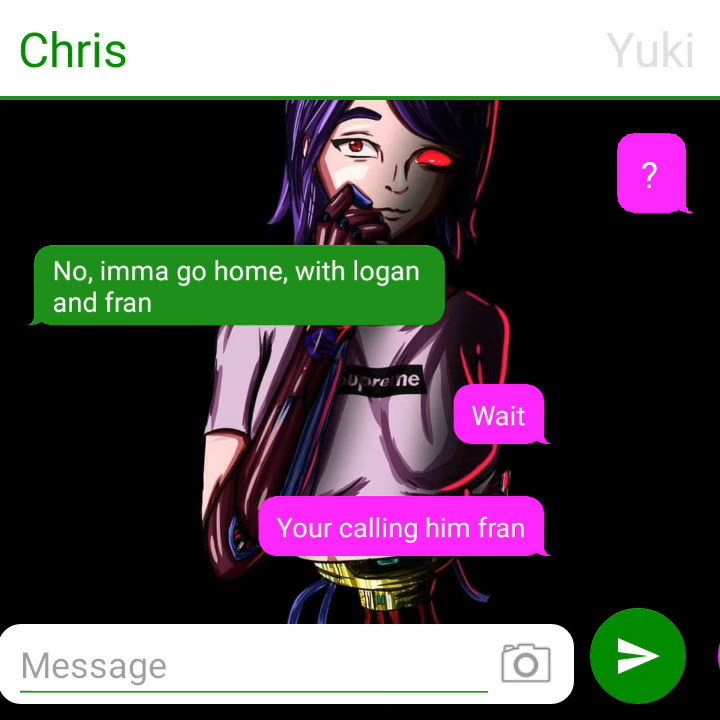 Chris
Yuki
?
No, imma go home, with logan
and fran
supreme
Wait
Your calling him fran
Message